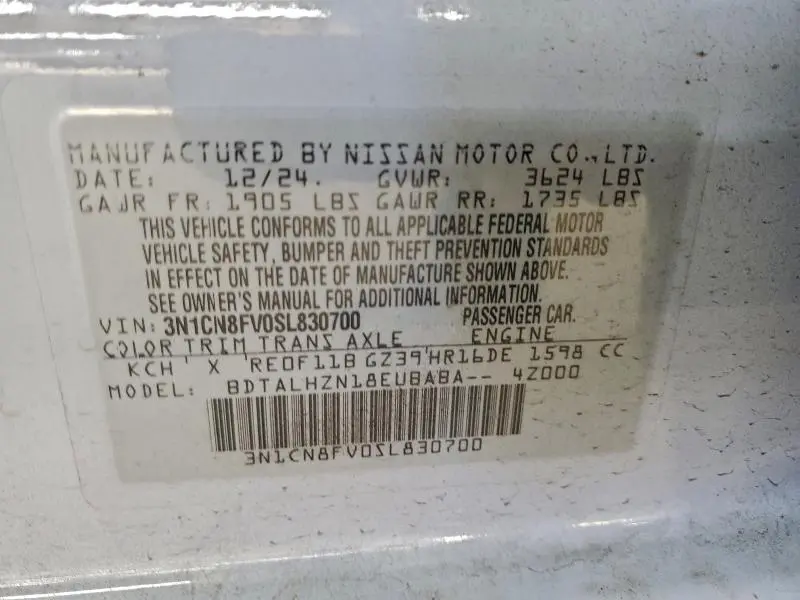 MANUFACTURED BY NISSAN MOTOR CO.,LTD.
DATE: 12/24. GVWR: 3624 LBS
GAWR FR: 1905 LBS GAWR RR: 1735 LBS
THIS VEHICLE CONFORMS TO ALL APPLICABLE FEDERAL MOTOR
VEHICLE SAFETY, BUMPER AND THEFT PREVENTION STANDARDS
IN EFFECT ON THE DATE OF MANUFACTURE SHOWN ABOVE.
SEE OWNER'S MANUAL FOR ADDITIONAL INFORMATION.
VIN: 3N1CN8FV0SL830700 PASSENGER CAR.
COLOR TRIM TRANS AXLE ENGINE
KCH X RE0F11B GZ39 HR16DE 1598 CC
MODEL: BDTALHZN18EUBABA-- 4Z000
3N1CN8FV0SL830700